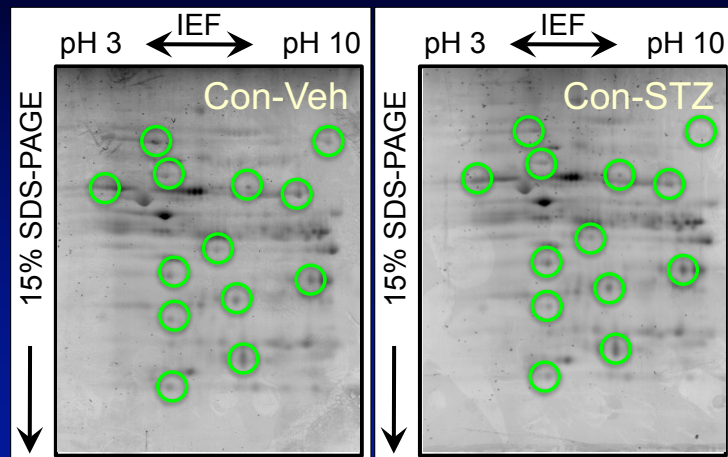 IEF
pH 3
pH 10
Con-Veh
15% SDS-PAGE
IEF
pH 3
pH 10
Con-STZ
15% SDS-PAGE